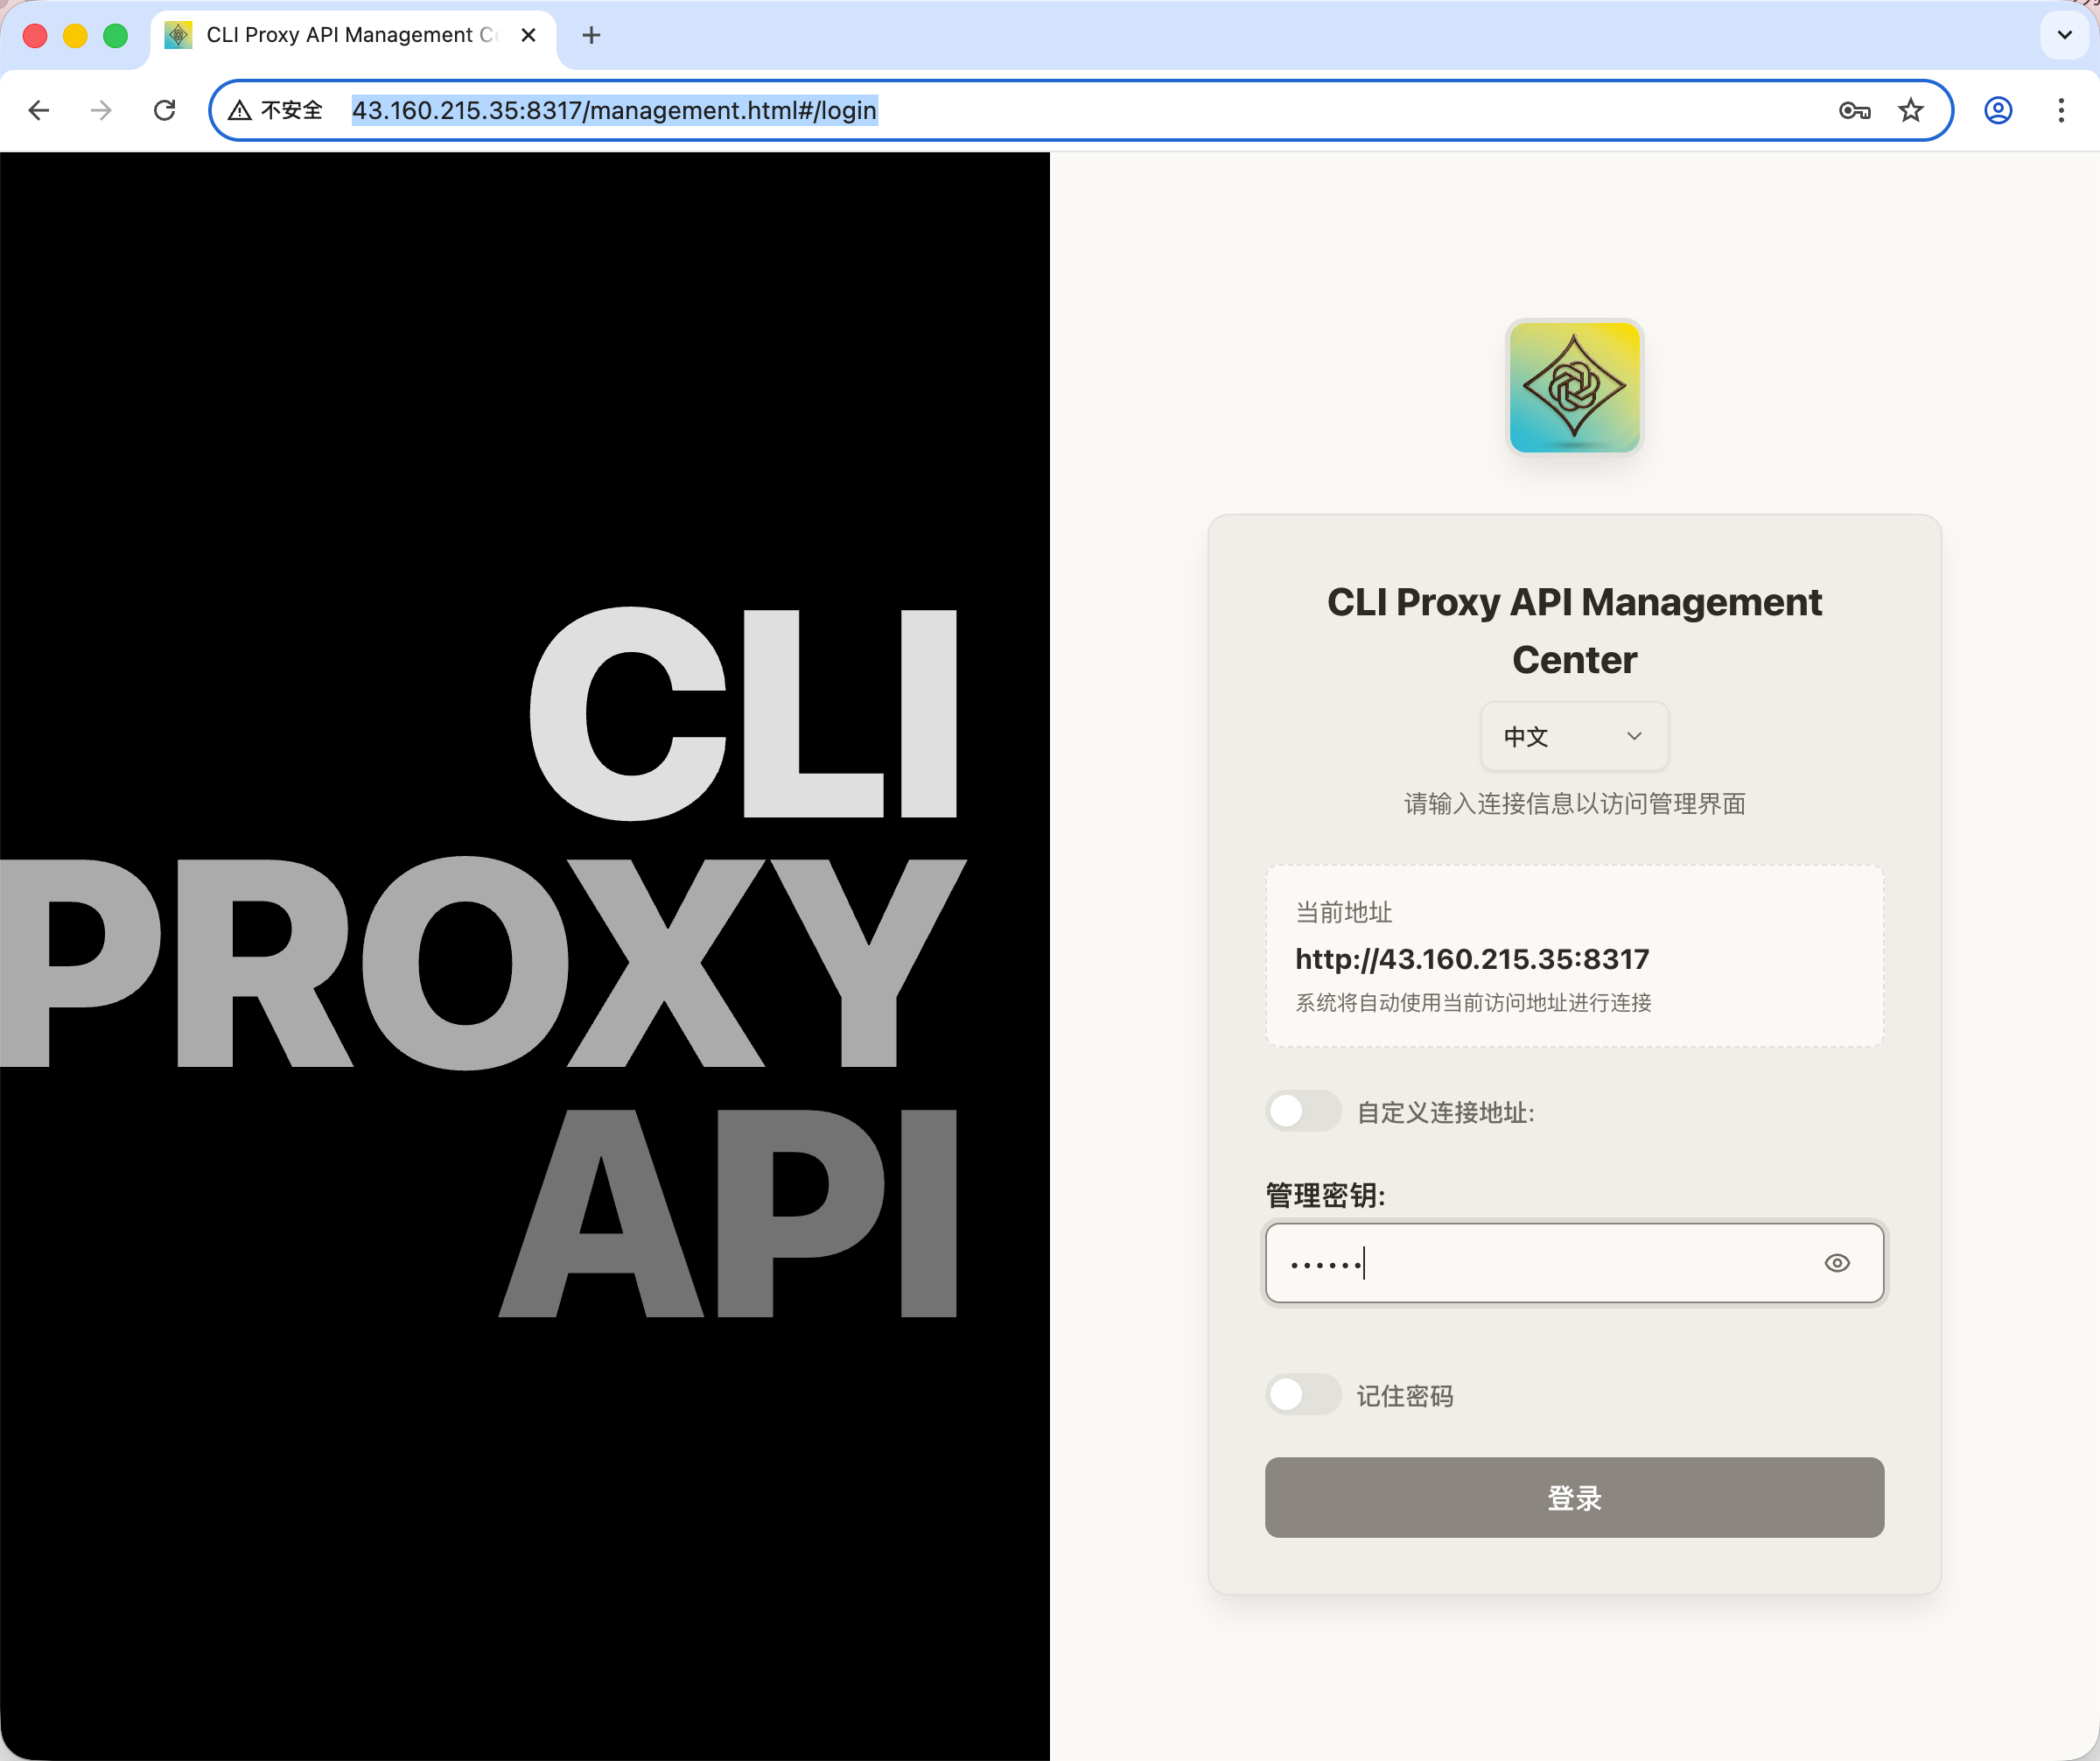 CLI Proxy API Management Ce
不安全 43.160.215.35:8317/management.html#/login
CLI
PROXY
API
CLI Proxy API Management
Center
中文
请输入连接信息以访问管理界面
当前地址
http://43.160.215.35:8317
系统将自动使用当前访问地址进行连接
自定义连接地址:
管理密钥:
••••••
记住密码
登录